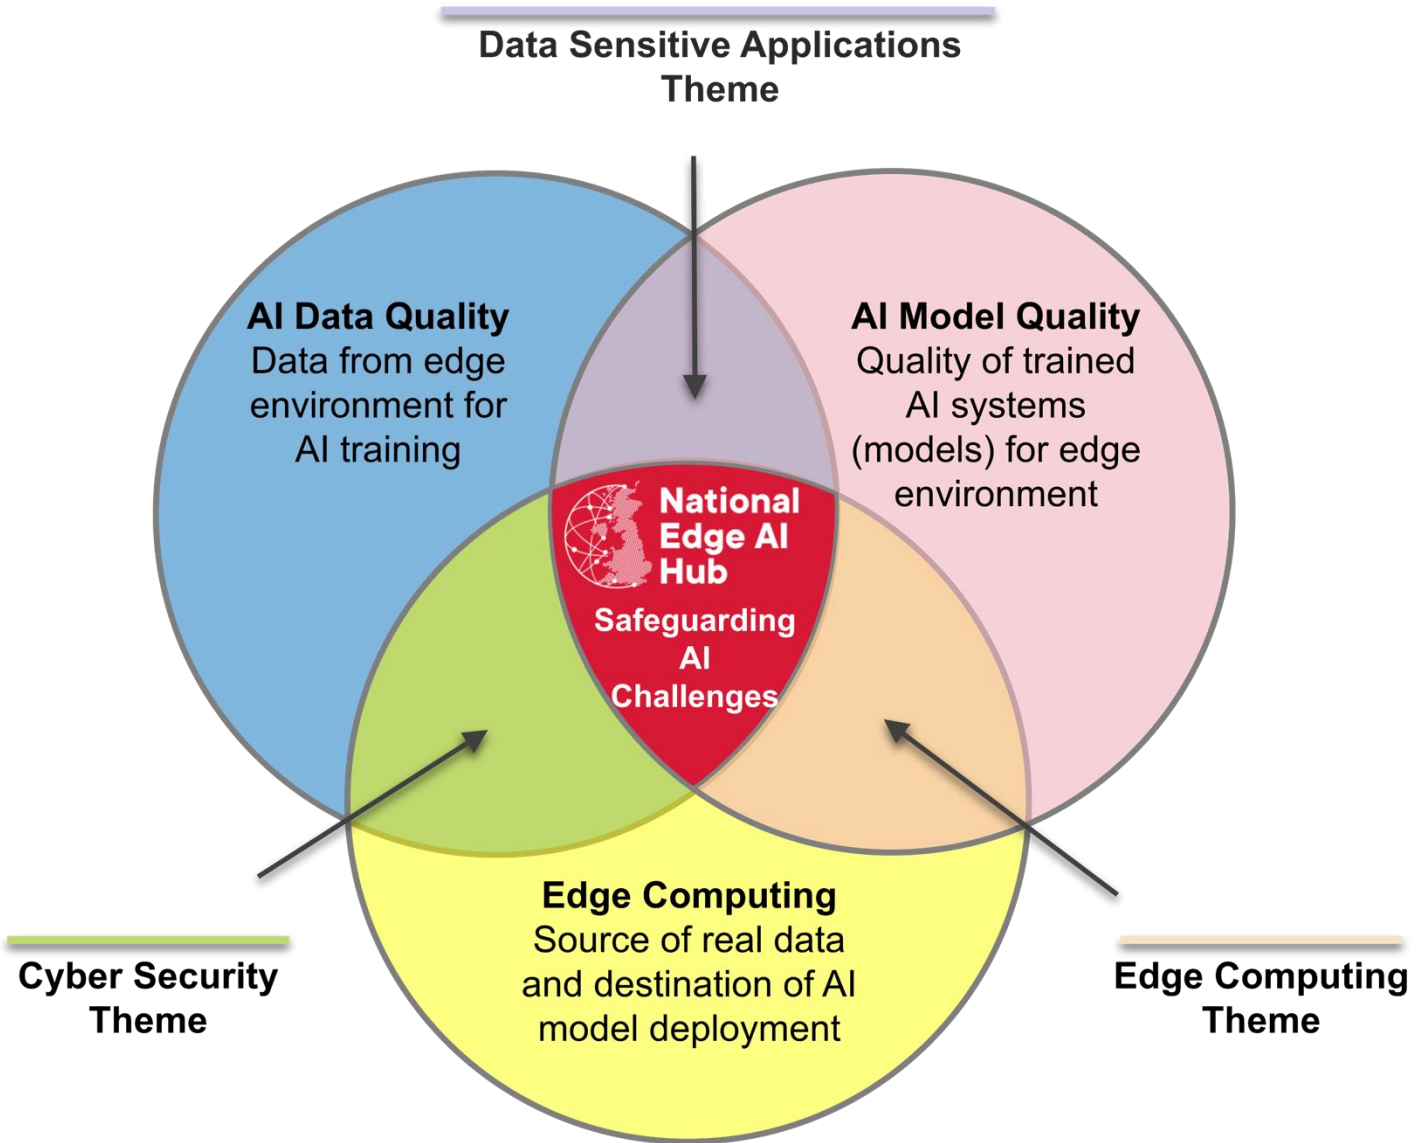 Data Sensitive Applications
Theme
AI Data Quality
Data from edge
environment for
AI training
AI Model Quality
Quality of trained
AI systems
(models) for edge
environment
National
Edge AI
Hub
Safeguarding
AI
Challenges
Edge Computing
Source of real data
and destination of AI
model deployment
Cyber Security
Theme
Edge Computing
Theme